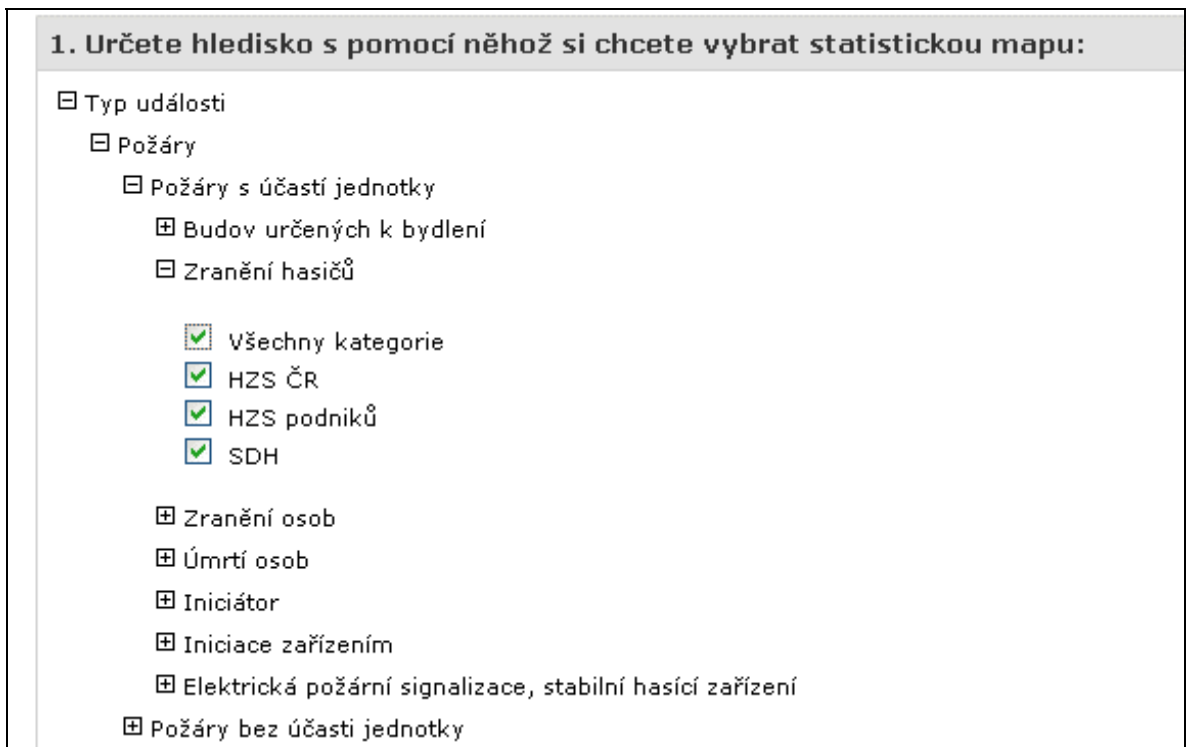 1. Určete hledisko s pomocí něhož si chcete vybrat statistickou mapu:
Typ události
Požáry
Požáry s účastí jednotky
Budov určených k bydlení
Zranění hasičů
Všechny kategorie
HZS ČR
HZS podniků
SDH
Zranění osob
Úmrtí osob
Iniciátor
Iniciace zařízením
Elektrická požární signalizace, stabilní hasící zařízení
Požáry bez účasti jednotky